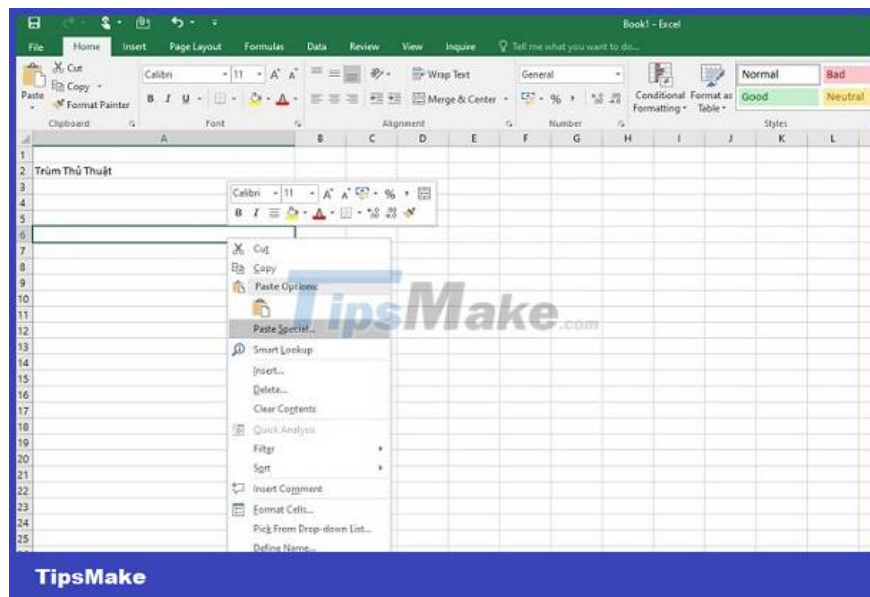 Book1 - Excel
File Home Insert Page Layout Formulas Data Review View Inquire Tell me what you want to do...
Paste
Cut
Copy
Format Painter
Clipboard
Calibri 11
B I U
Font
Wrap Text
Merge & Center
Alignment
General
Number
Conditional Formatting
Format as Table
Normal Bad
Good Neutral
Styles
A B C D E F G H I J K L
1
2 Trùm Thủ Thuật
3
4
5
6
7
8
9
10
11
12
13
14
15
16
17
18
19
20
21
22
23
24
25
Calibri 11
B I
Cut
Copy
Paste Options:
Paste Special...
Smart Lookup
Insert...
Delete...
Clear Contents
Quick Analysis
Filter
Sort
Insert Comment
Format Cells...
Pick From Drop-down List...
Define Name...
TipsMake.com
TipsMake